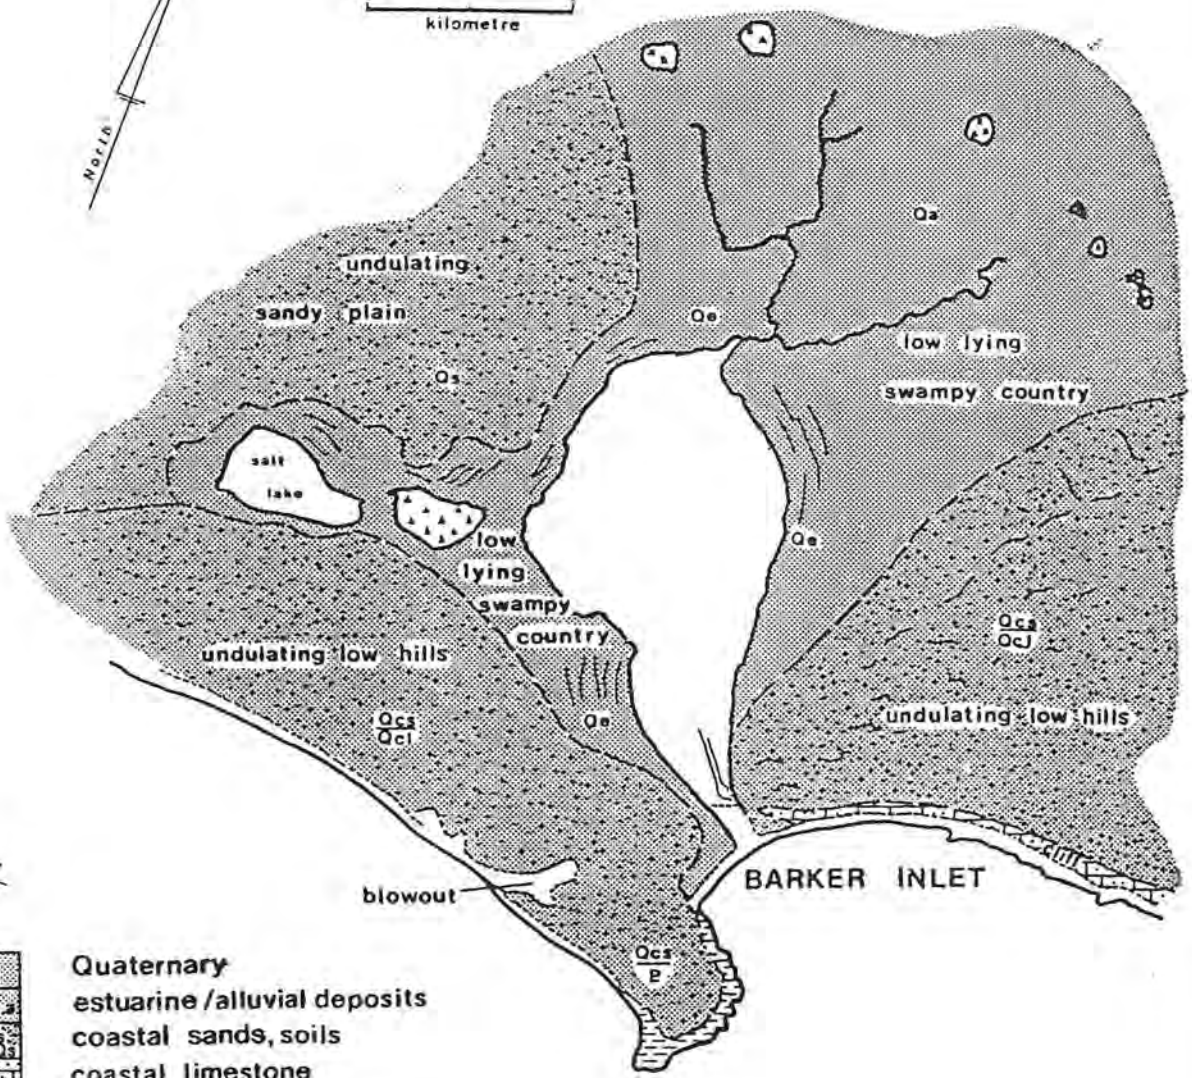 kilometre
North
Qa
undulating
sandy plain
Qe
low lying
swampy country
Qs
salt
lake
low
lying
swampy
country
Qe
Qcs
Qcl
undulating low hills
undulating low hills
Qcs
Qcl
Qe
cliff
BARKER INLET
blowout
Qcs
Quaternary
estuarine/alluvial deposits
coastal sands, soils
coastal limestone